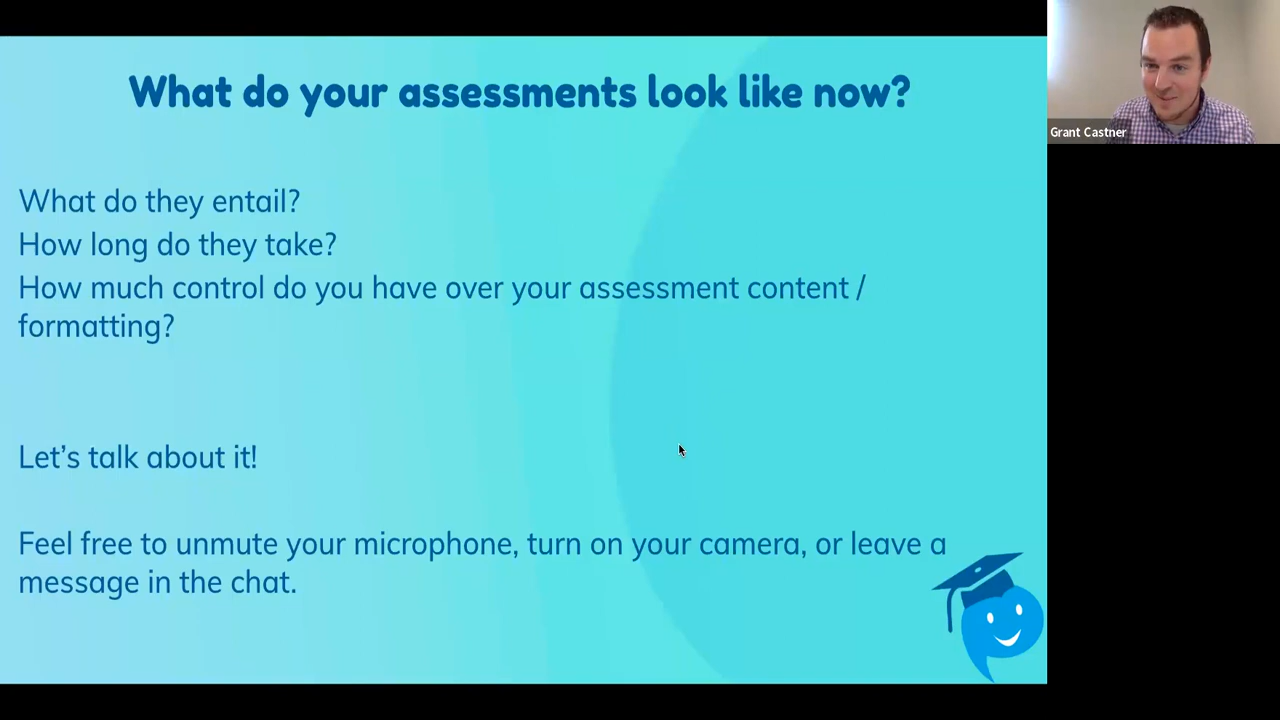 What do your assessments look like now?
Grant Castner
What do they entail?
How long do they take?
How much control do you have over your assessment content /
formatting?
Let’s talk about it!
Feel free to unmute your microphone, turn on your camera, or leave a
message in the chat.